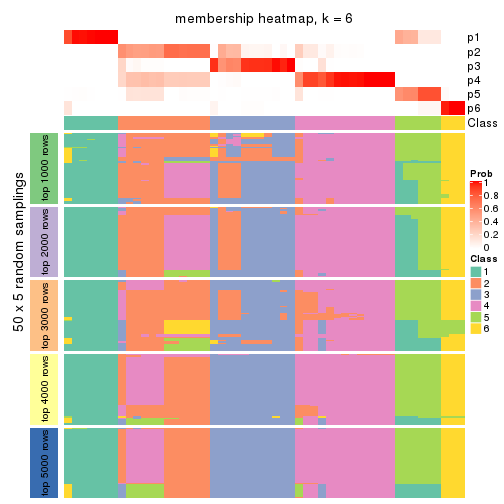 membership heatmap, k = 6
p1
p2
p3
p4
p5
p6
Class
50 x 5 random samplings
top 1000 rows
top 2000 rows
top 3000 rows
top 4000 rows
top 5000 rows
Prob
1
0.8
0.6
0.4
0.2
0
Class
1
2
3
4
5
6